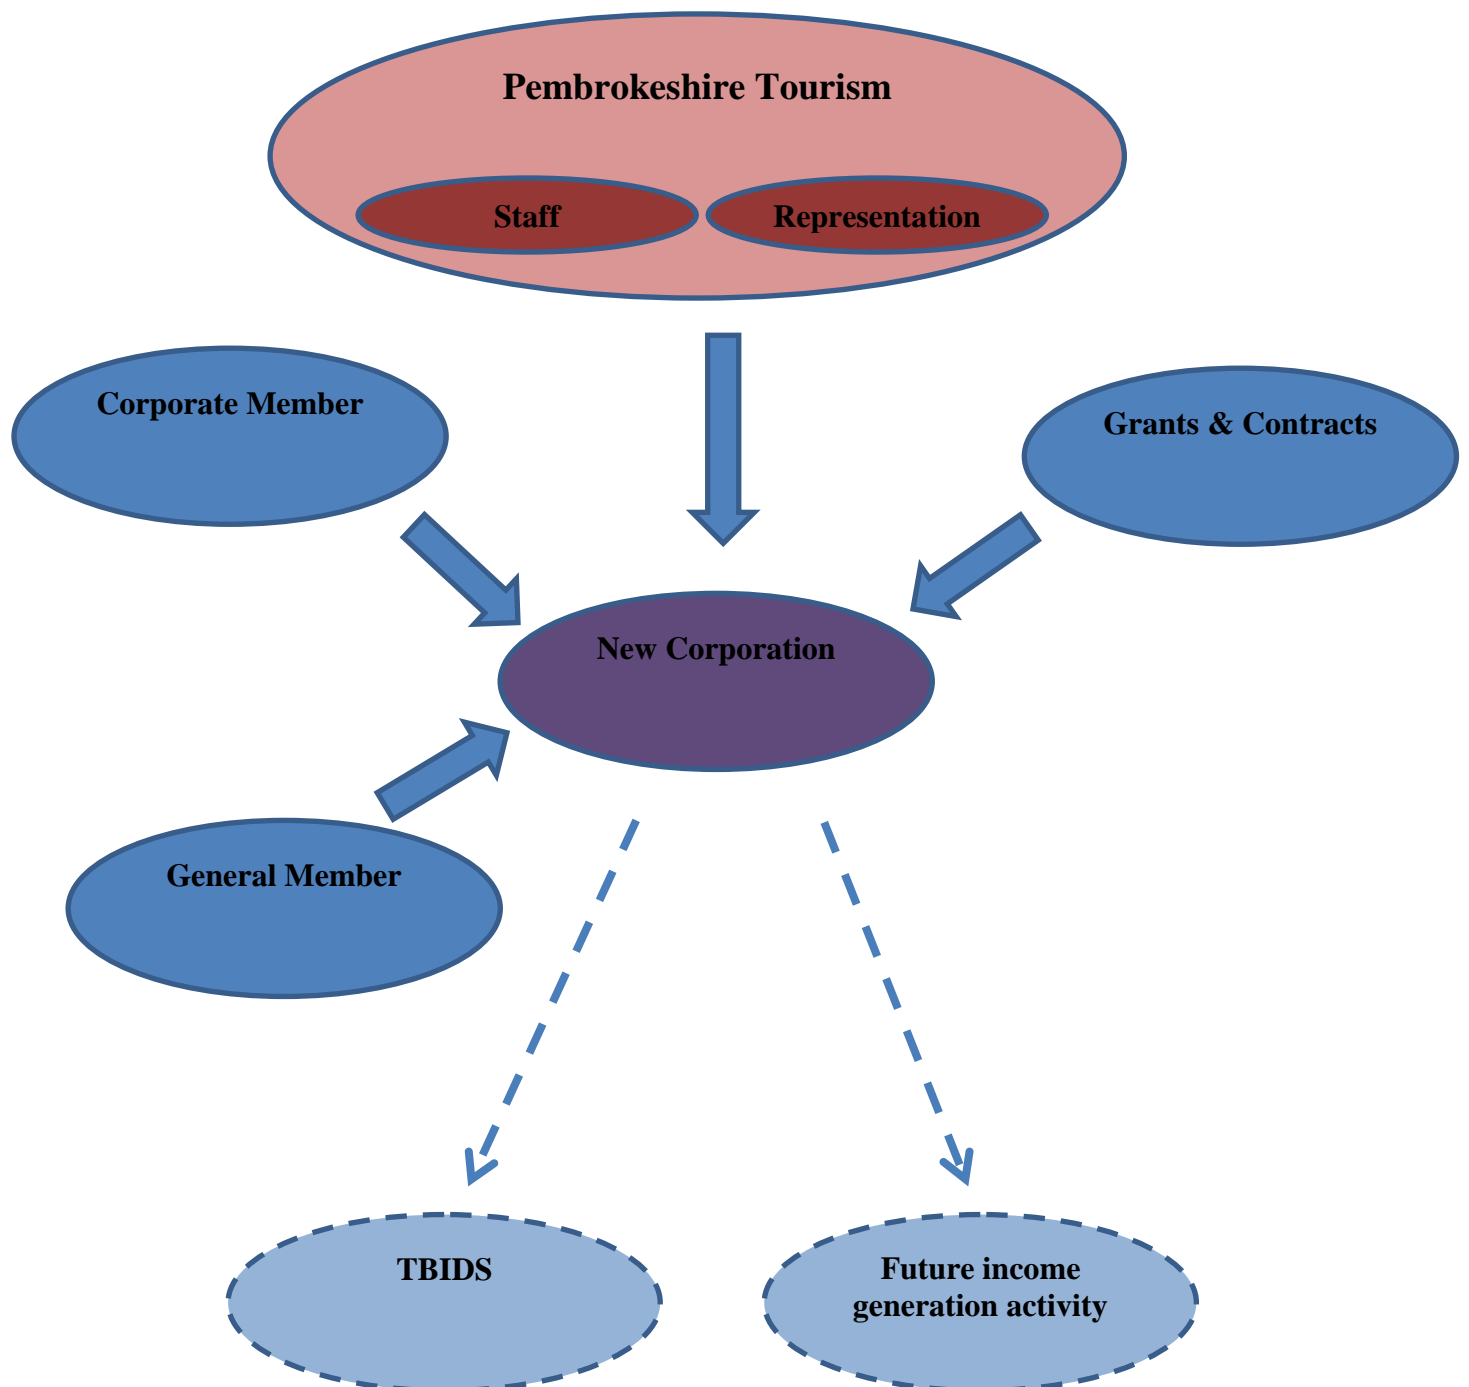 Pembrokeshire Tourism
Staff
Representation
Corporate Member
Grants & Contracts
New Corporation
General Member
TBIDS
Future income
generation activity